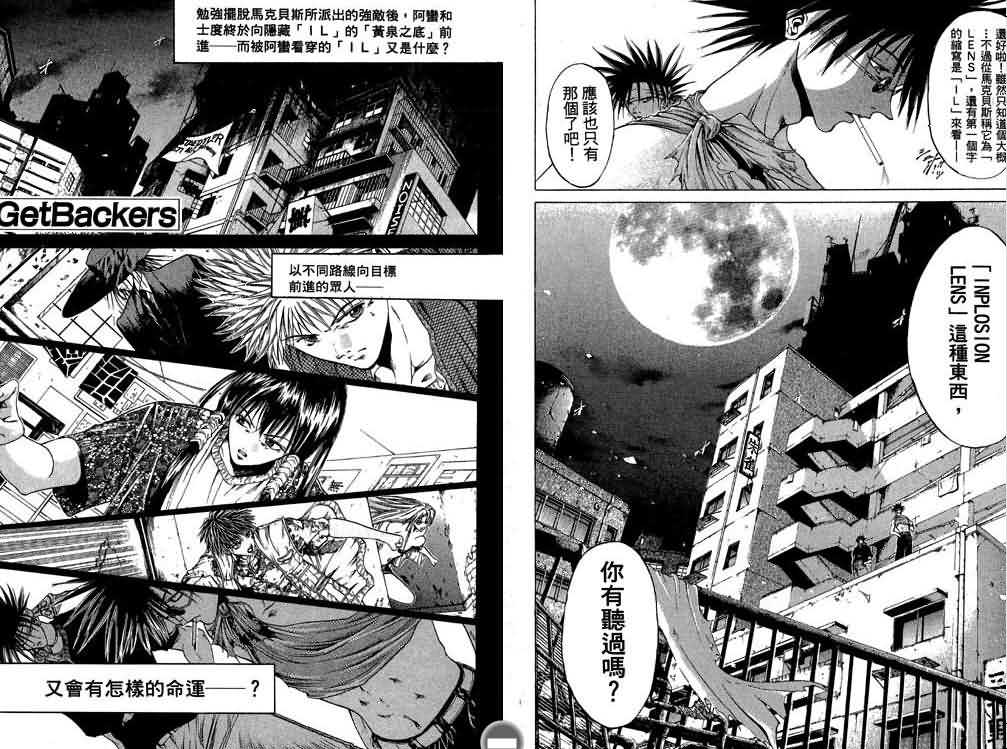 還好啦！雖然只知道個大概
…不過從馬克貝斯稱它為「
LENS」，還有第一個字
的縮寫是「IL」來看——
應該也只有
那個了吧！
「INPLOSION
LENS」這種東西，
你有聽過嗎？
勉強擺脫馬克貝斯所派出的強敵後，阿蠻和
士度終於向隱藏「IL」的「黃泉之底」前
進——而被阿蠻看穿的「IL」又是什麼？
GetBackers
以不同路線向目標
前進的眾人——
又會有怎樣的命運——？